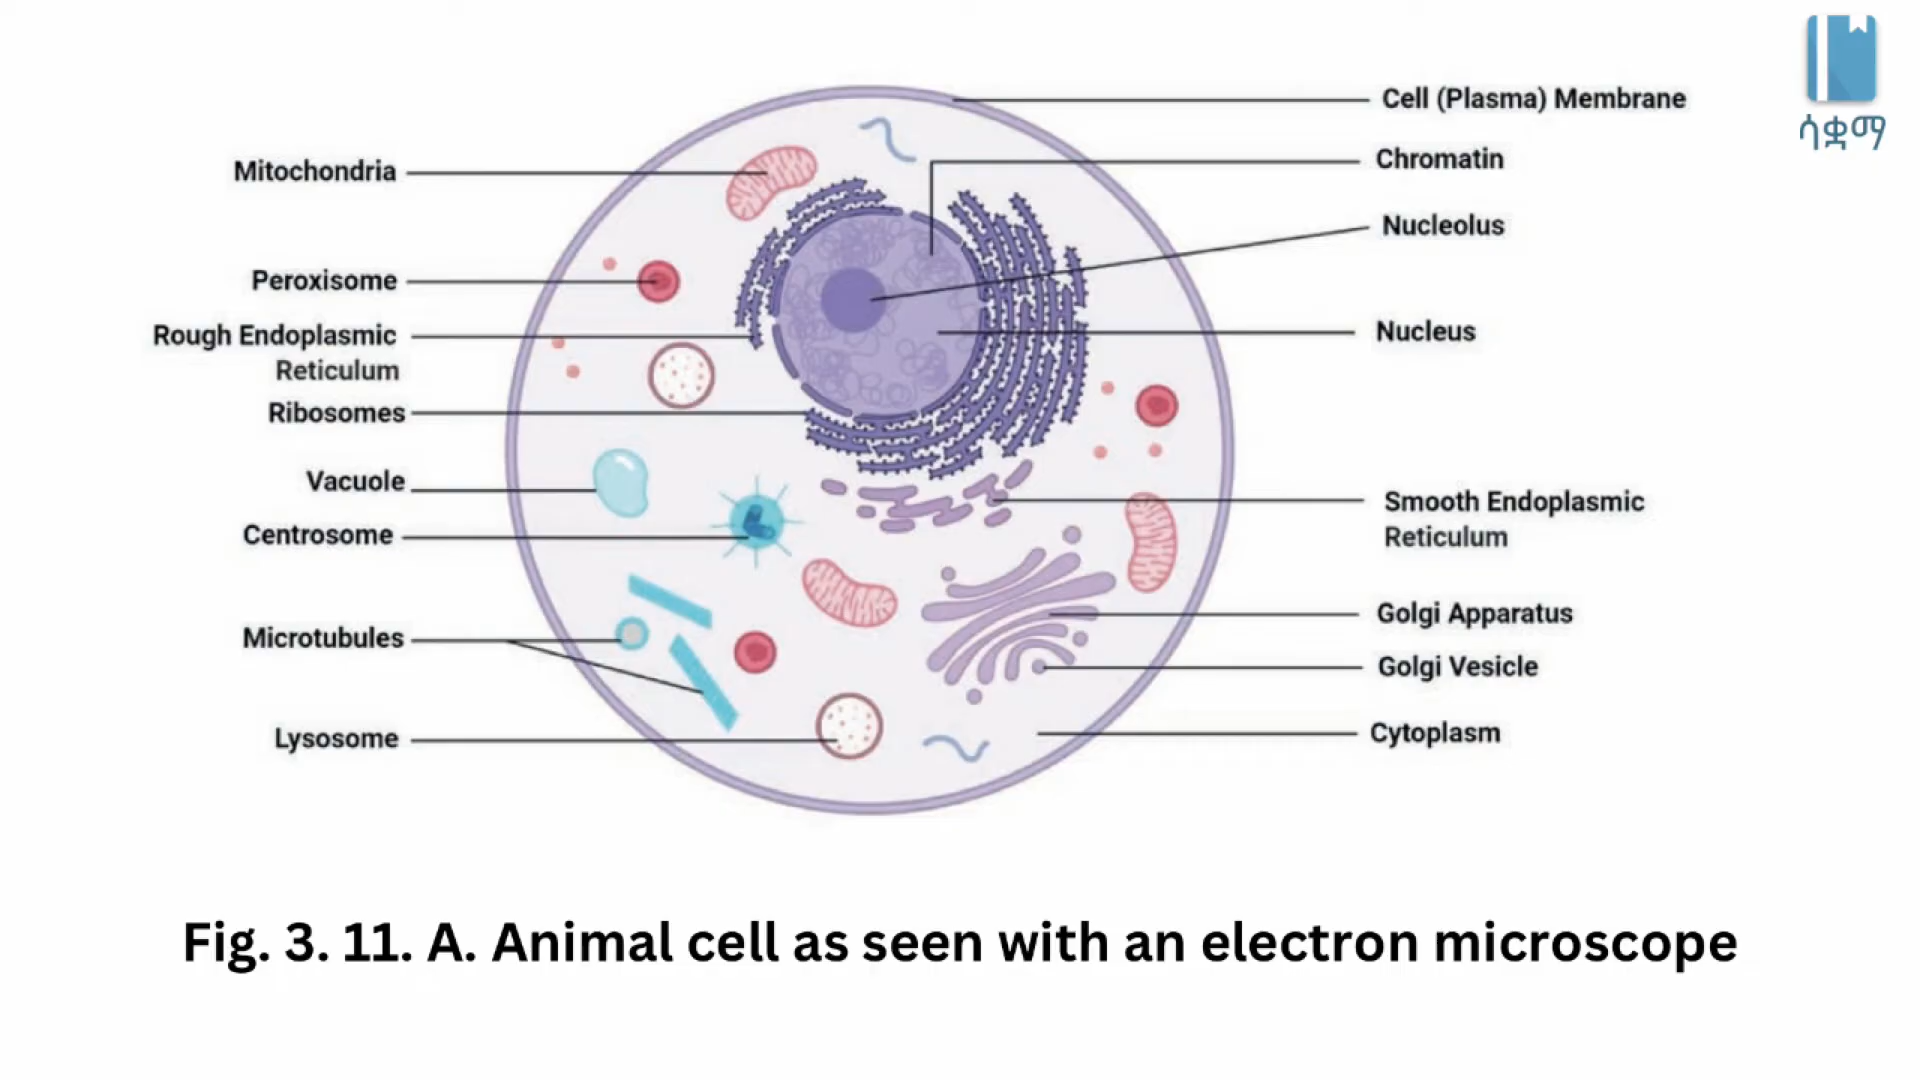 ሳቋማ
Cell (Plasma) Membrane
Mitochondria
Chromatin
Nucleolus
Peroxisome
Rough Endoplasmic
Reticulum
Nucleus
Ribosomes
Vacuole
Centrosome
Smooth Endoplasmic
Reticulum
Microtubules
Golgi Apparatus
Golgi Vesicle
Lysosome
Cytoplasm
Fig. 3. 11. A. Animal cell as seen with an electron microscope